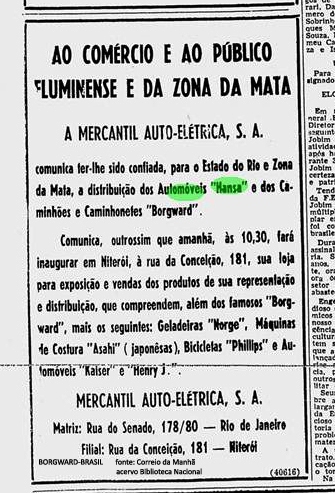 AO COMÉRCIO E AO PÚBLICO
FLUMINENSE E DA ZONA DA MATA
A MERCANTIL AUTO-ELÉTRICA, S. A.
comunica ter-lhe sido confiada, para o Estado do Rio e Zona
da Mata, a distribuição dos Automóveis "Hansa" e dos Ca-
minhões e Caminhonetes "Borgward".
Comunica, outrossim que amanhã, às 10,30, fará
inaugurar em Niterói, à rua da Conceição, 181, sua loja
para exposição e vendas dos produtos de sua representação
e distribuição, que compreendem, além dos famosos "Borg-
ward", mais os seguintes: Geladeiras "Norge", Máquinas
de Costura "Asahi" (japonêsas), Bicicletas "Phillips" e Au-
tomóveis "Kaiser" e "Henry J.".
MERCANTIL AUTO-ELÉTRICA, S. A.
Matriz: Rua do Senado, 178/80 — Rio de Janeiro
Filial: Rua da Conceição, 181 — Niterói
BORGWARD-BRASIL fonte: Correio da Manhã
acervo Biblioteca Nacional
(40616)